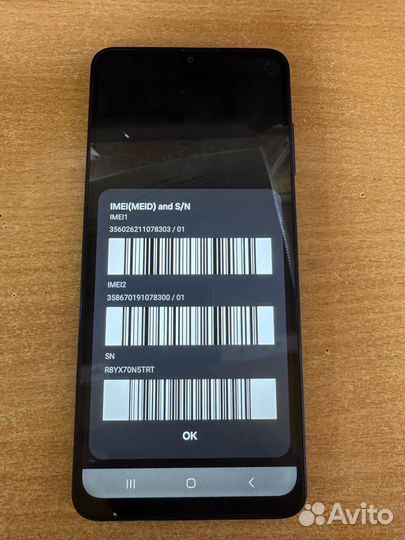 IMEI(MEID) and S/N
IMEI1
356026211078303 / 01
IMEI2
358670191078300 / 01
SN
R8YX70N5TRT
OK
Avito